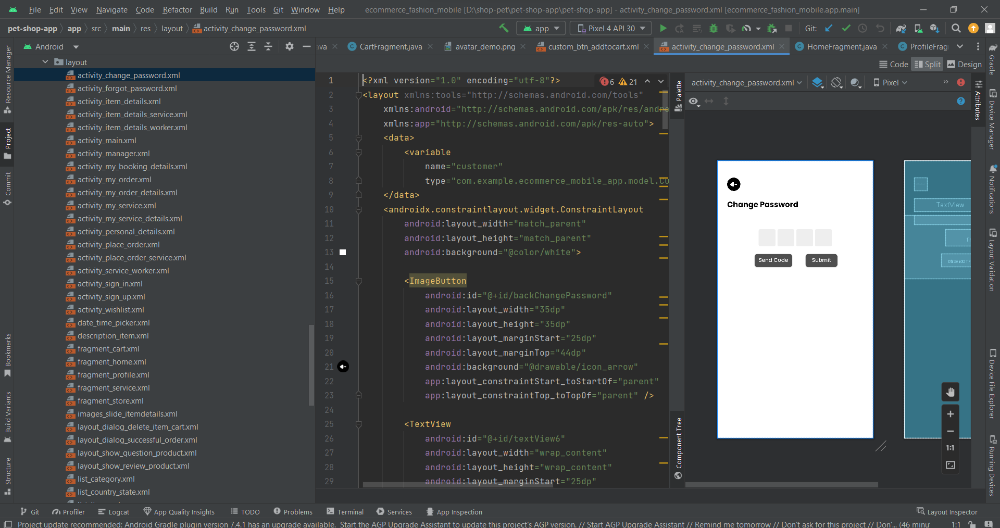 File Edit View Navigate Code Refactor Build Run Tools Git Window Help ecommerce_fashion_mobile [D:\shop-pet\pet-shop-app\pet-shop-app] - activity_change_password.xml [ecommerce_fashion_mobile.app.main]
pet-shop-app app src main res layout activity_change_password.xml app Pixel 4 API 30 Git:
Android ava CartFragment.java avatar_demo.png custom_btn_addtocart.xml activity_change_password.xml HomeFragment.java ProfileFrag
Code Split Design
Resource Manager
Project
Commit
Bookmarks
Build Variants
Structure
layout
activity_change_password.xml
activity_forgot_password.xml
activity_item_details.xml
activity_item_details_service.xml
activity_item_details_worker.xml
activity_main.xml
activity_manager.xml
activity_my_booking_details.xml
activity_my_order.xml
activity_my_order_details.xml
activity_my_service.xml
activity_my_service_details.xml
activity_personal_details.xml
activity_place_order.xml
activity_place_order_service.xml
activity_service_worker.xml
activity_sign_in.xml
activity_sign_up.xml
activity_wishlist.xml
date_time_picker.xml
description_item.xml
fragment_cart.xml
fragment_home.xml
fragment_profile.xml
fragment_service.xml
fragment_store.xml
images_slide_itemdetails.xml
layout_dialog_delete_item_cart.xml
layout_dialog_successful_order.xml
layout_show_question_product.xml
layout_show_review_product.xml
list_category.xml
list_country_state.xml
1 <?xml version="1.0" encoding="utf-8"?> 6 21
2 <layout xmlns:tools="http://schemas.android.com/tools"
3 xmlns:android="http://schemas.android.com/apk/res/andro
4 xmlns:app="http://schemas.android.com/apk/res-auto">
5 <data>
6 <variable
7 name="customer"
8 type="com.example.ecommerce_mobile_app.model.Cu
9 </data>
10 <androidx.constraintlayout.widget.ConstraintLayout
11 android:layout_width="match_parent"
12 android:layout_height="match_parent"
13 android:background="@color/white">
14
15 <ImageButton
16 android:id="@+id/backChangePassword"
17 android:layout_width="35dp"
18 android:layout_height="35dp"
19 android:layout_marginStart="25dp"
20 android:layout_marginTop="44dp"
21 android:background="@drawable/icon_arrow"
22 app:layout_constraintStart_toStartOf="parent"
23 app:layout_constraintTop_toTopOf="parent" />
24
25 <TextView
26 android:id="@+id/textView6"
27 android:layout_width="wrap_content"
28 android:layout_height="wrap_content"
29 android:layout_marginStart="25dp"
Palette
Component Tree
activity_change_password.xml Pixel
Change Password
Send Code Submit
TextView
btnSendOTP
1:1
Attributes
Gradle
Device Manager
Notifications
Layout Validation
Device File Explorer
Running Devices
Git Profiler Logcat App Quality Insights TODO Problems Terminal Services App Inspection Layout Inspector
Project update recommended: Android Gradle plugin version 7.4.1 has an upgrade available. Start the AGP Upgrade Assistant to update this project's AGP version. // Start AGP Upgrade Assistant // Remind me tomorrow // Don't ask for this project // Don'... (46 minut 1:1